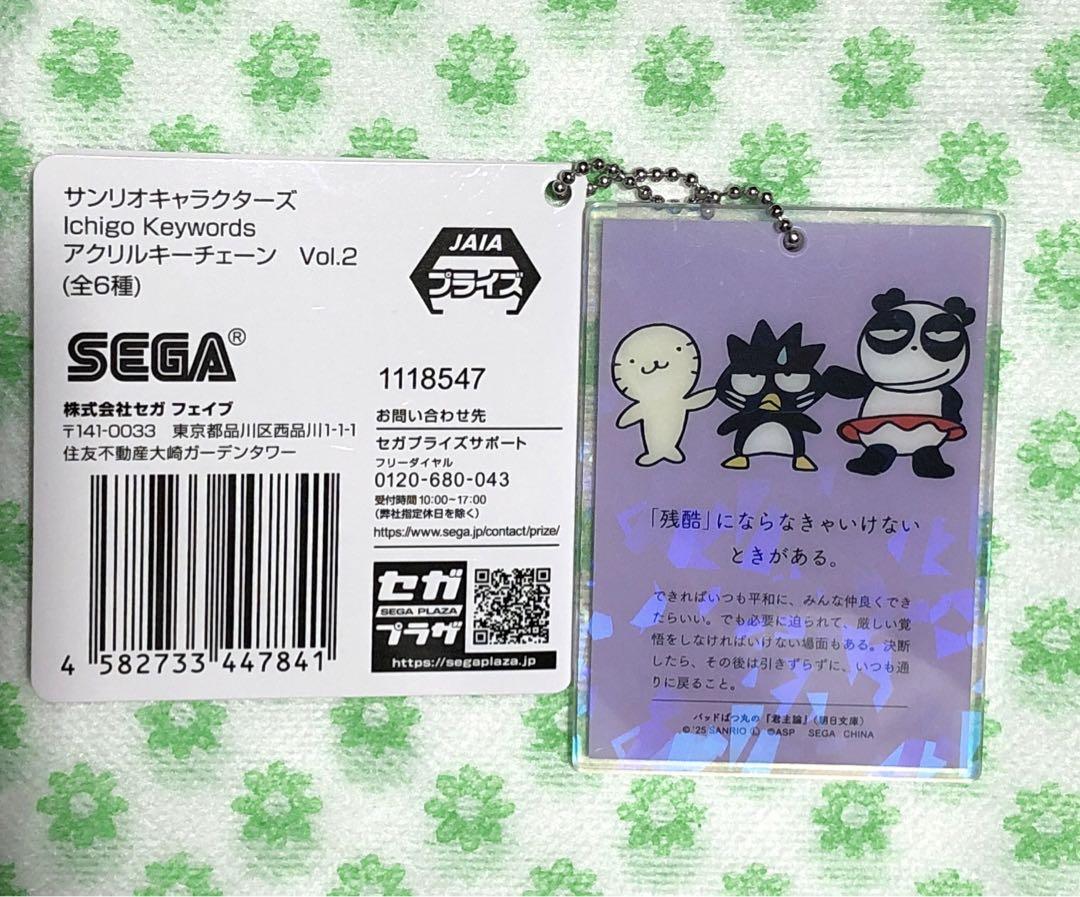 サンリオキャラクターズ
Ichigo Keywords
アクリルキーチェーン Vol.2
(全6種)
JAIA
プライズ
SEGA®
1118547
株式会社セガ フェイブ
〒141-0033 東京都品川区西品川1-1-1
住友不動産大崎ガーデンタワー
お問い合わせ先
セガプライズサポート
フリーダイヤル
0120-680-043
受付時間 10:00~17:00
(弊社指定休日を除く)
https://www.sega.jp/contact/prize/
セガ
SEGA PLAZA
プラザ
https://segaplaza.jp
4 582733 447841
「残酷」にならなきゃいけない
ときがある。
できればいつも平和に、みんな仲良くでき
たらいい。でも必要に迫られて、厳しい覚
悟をしなければいけない場面もある。決断
したら、その後は引きずらずに、いつも通
りに戻ること。
バッドばつ丸の『君主論』(朝日文庫)
©'25 SANRIO Ⓛ ©ASP SEGA CHINA